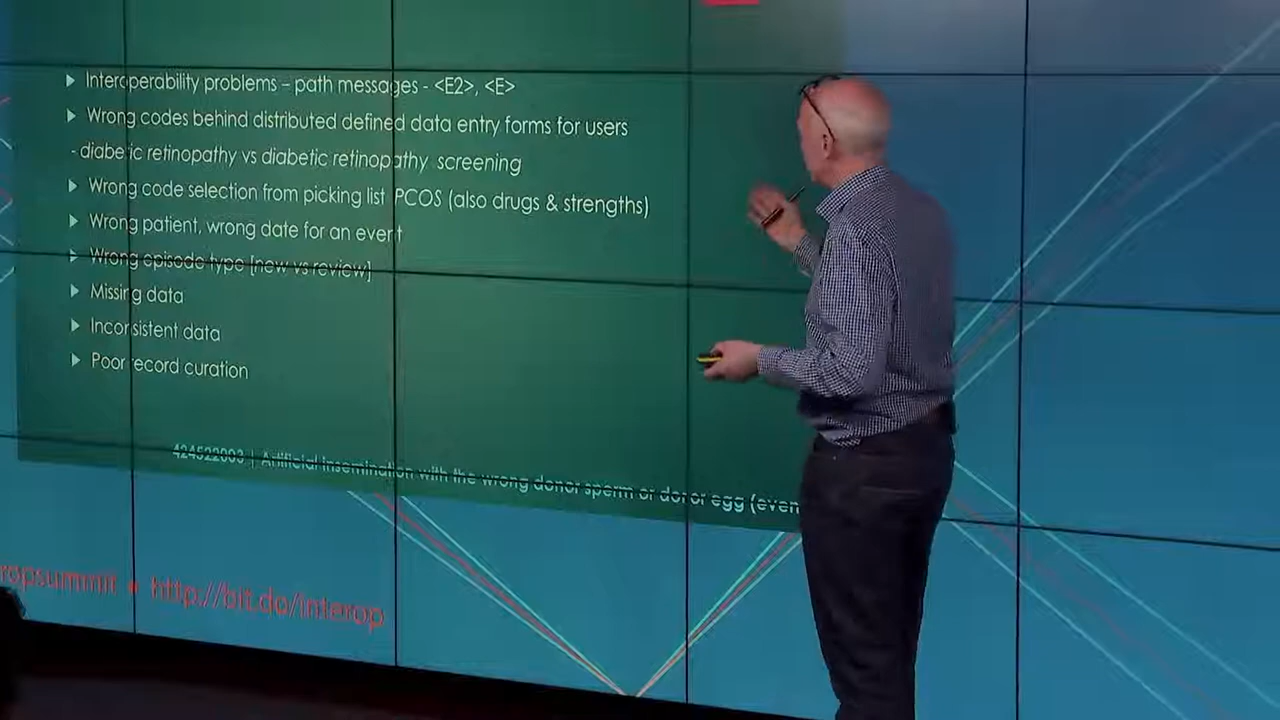 Interoperability problems – path messages - <E2>, <E>
Wrong codes behind distributed defined data entry forms for users
- diabetic retinopathy vs diabetic retinopathy screening
Wrong code selection from picking list PCOS (also drugs & strengths)
Wrong patient, wrong date for an event
Wrong episode type [new vs review]
Missing data
Inconsistent data
Poor record curation
424522003 | Artificial insemination with the wrong donor sperm or donor egg (even
ropsummit • http://bit.do/interop